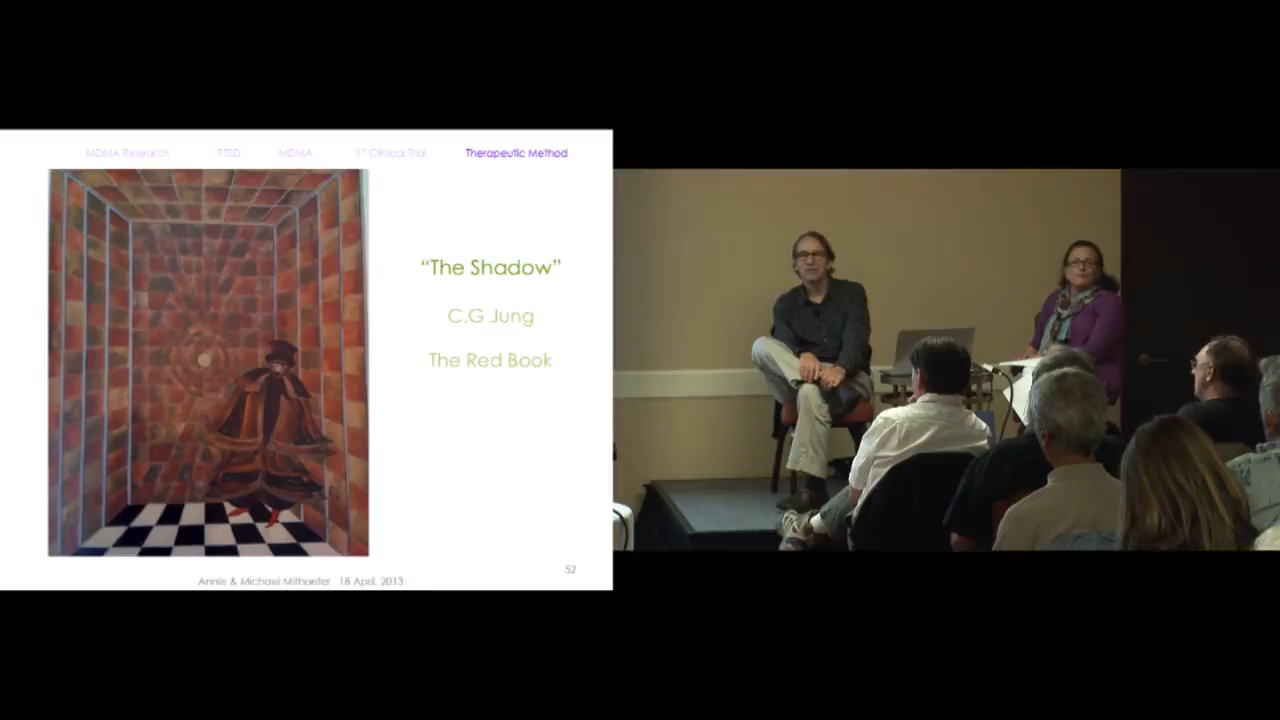 MDMA Research PTSD MDMA 1st Clinical Trial Therapeutic Method
“The Shadow”
C.G Jung
The Red Book
52
Annie & Michael Mithoefer 18 April, 2013